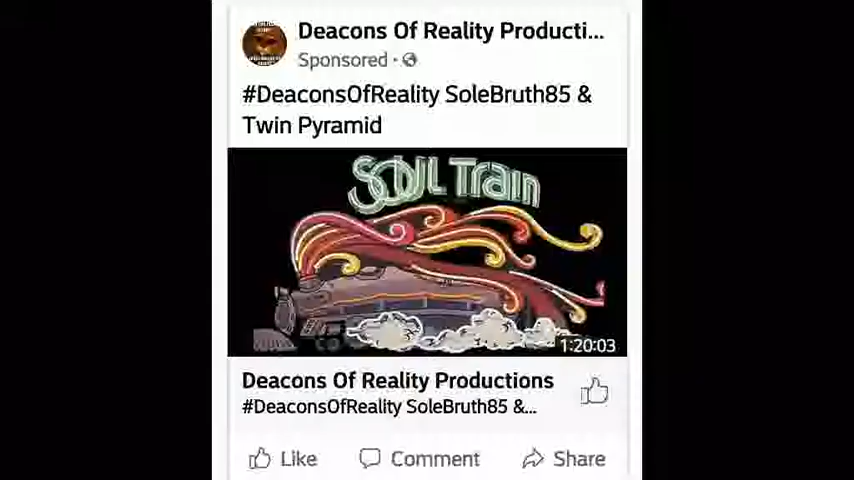 Deacons Of Reality Producti...
Sponsored ·
#DeaconsOfReality SoleBruth85 &
Twin Pyramid
SOUL Train
1:20:03
Deacons Of Reality Productions
#DeaconsOfReality SoleBruth85 &...
Like Comment Share